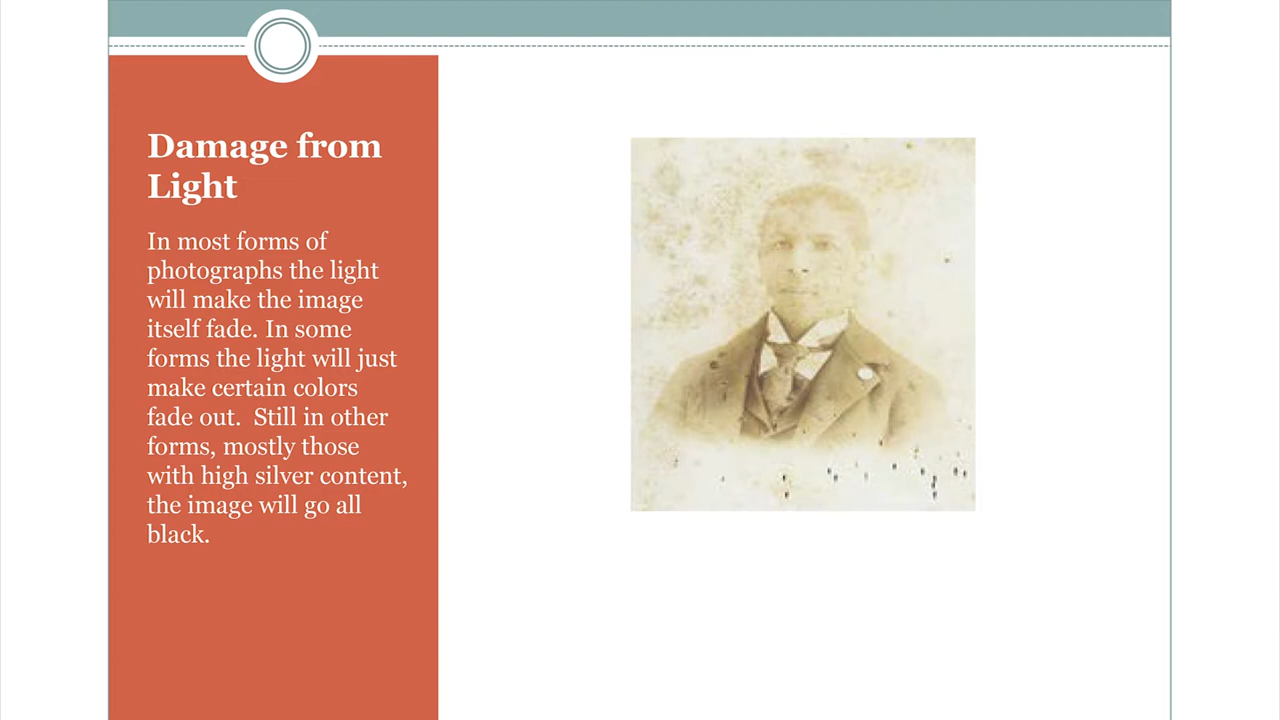 Damage from
Light
In most forms of
photographs the light
will make the image
itself fade. In some
forms the light will just
make certain colors
fade out.  Still in other
forms, mostly those
with high silver content,
the image will go all
black.